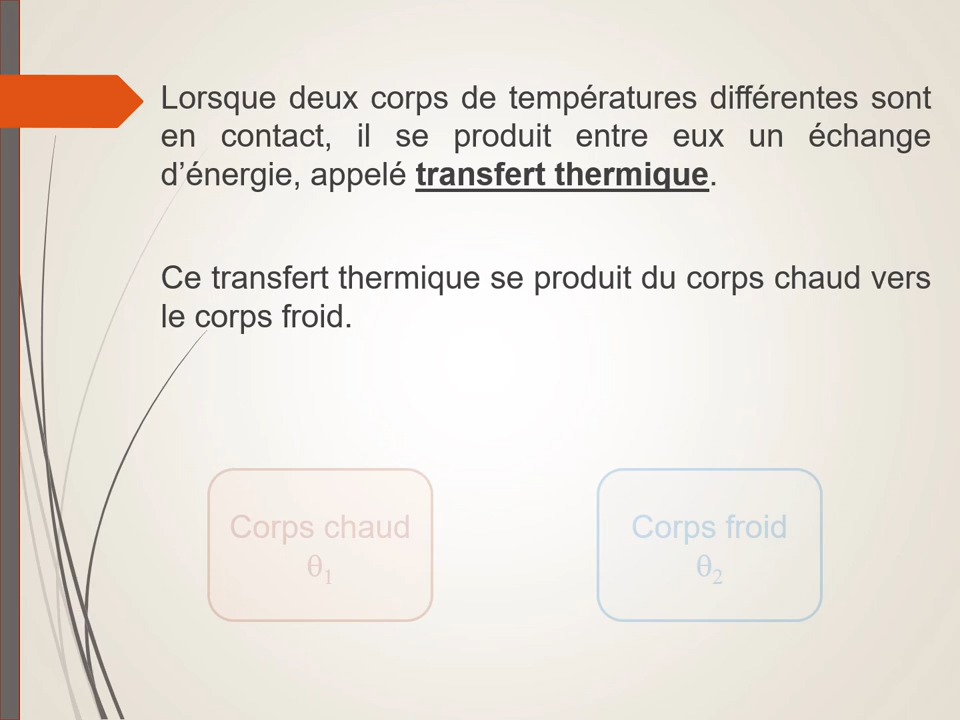 Lorsque deux corps de températures différentes sont
en contact, il se produit entre eux un échange
d’énergie, appelé transfert thermique.
Ce transfert thermique se produit du corps chaud vers
le corps froid.
Corps chaud
θ₁
Corps froid
θ₂